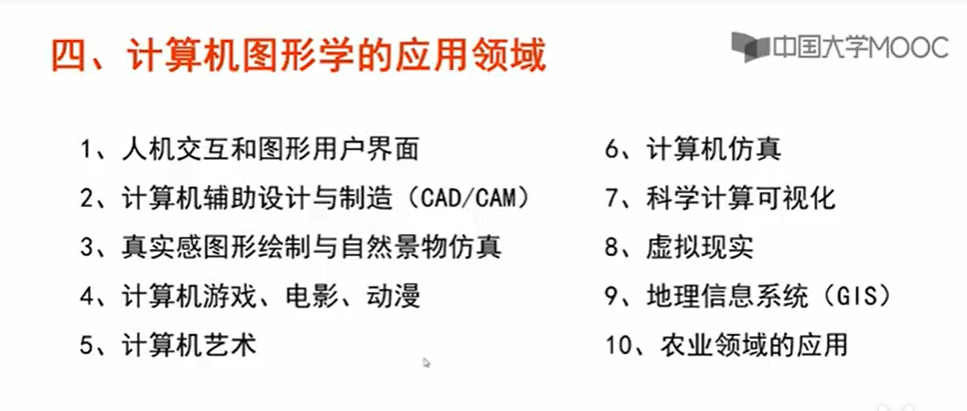 四、计算机图形学的应用领域
中国大学MOOC
1、人机交互和图形用户界面
2、计算机辅助设计与制造（CAD/CAM）
3、真实感图形绘制与自然景物仿真
4、计算机游戏、电影、动漫
5、计算机艺术
6、计算机仿真
7、科学计算可视化
8、虚拟现实
9、地理信息系统（GIS）
10、农业领域的应用